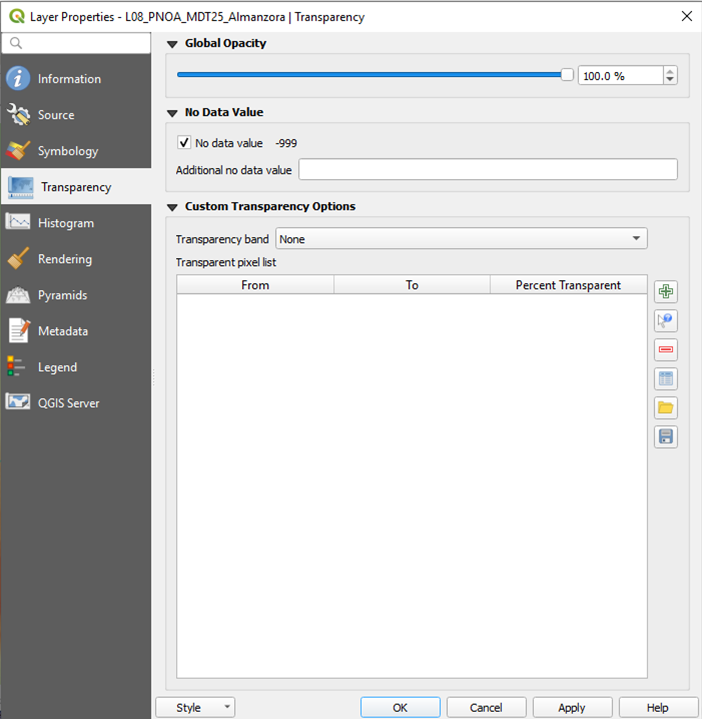 Layer Properties - L08_PNOA_MDT25_Almanzora | Transparency
Information
Source
Symbology
Transparency
Histogram
Rendering
Pyramids
Metadata
Legend
QGIS Server
Global Opacity
100.0 %
No Data Value
No data value -999
Additional no data value
Custom Transparency Options
Transparency band None
Transparent pixel list
From To Percent Transparent
Style OK Cancel Apply Help